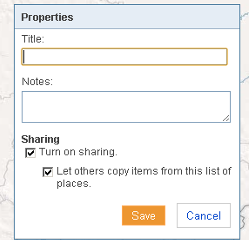 Properties
Title:
Notes:
Sharing
Turn on sharing.
Let others copy items from this list of
places.
Save
Cancel